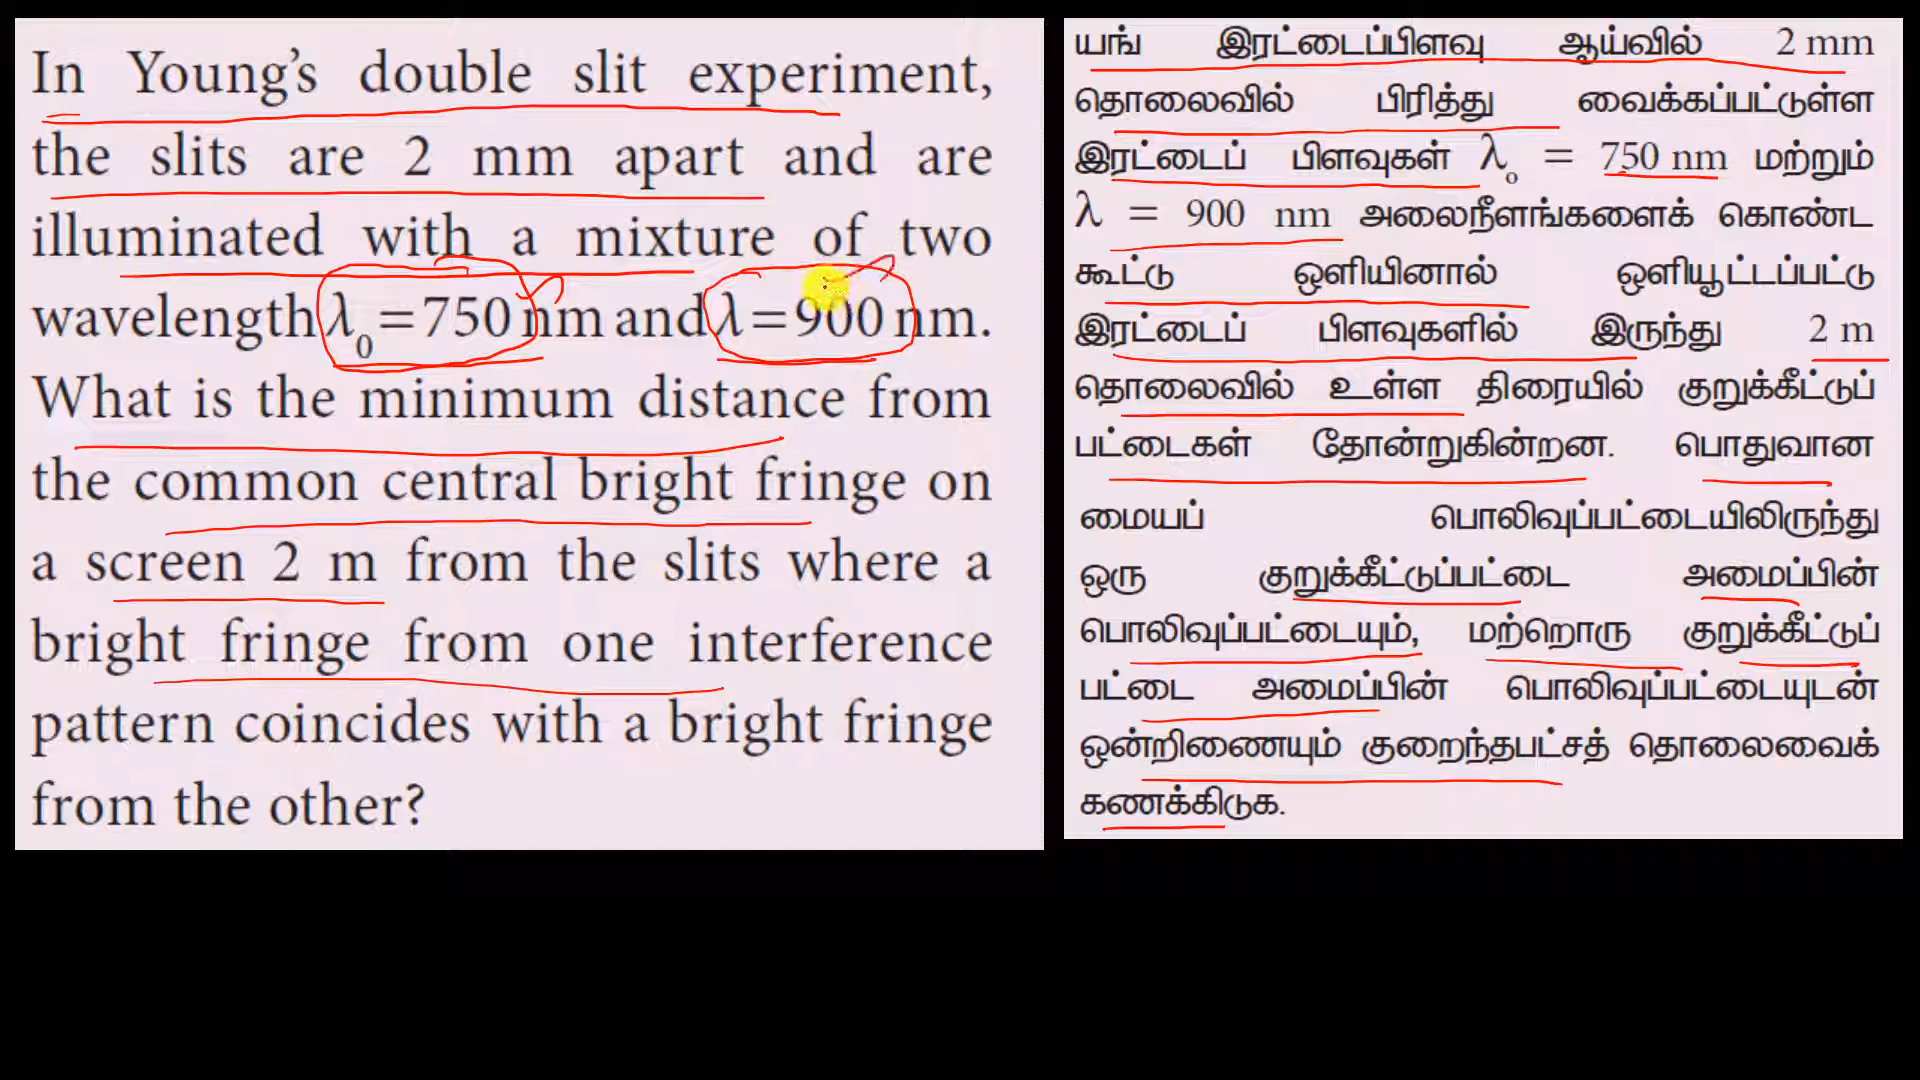 In Young’s double slit experiment,
the slits are 2 mm apart and are
illuminated with a mixture of two
wavelength λ₀ = 750 nm and λ = 900 nm.
What is the minimum distance from
the common central bright fringe on
a screen 2 m from the slits where a
bright fringe from one interference
pattern coincides with a bright fringe
from the other?
யங் இரட்டைப்பிளவு ஆய்வில் 2 mm
தொலைவில் பிரித்து வைக்கப்பட்டுள்ள
இரட்டைப் பிளவுகள் λₒ = 750 nm மற்றும்
λ = 900 nm அலைநீளங்களைக் கொண்ட
கூட்டு ஒளியினால் ஒளியூட்டப்பட்டு
இரட்டைப் பிளவுகளில் இருந்து 2 m
தொலைவில் உள்ள திரையில் குறுக்கீட்டுப்
பட்டைகள் தோன்றுகின்றன. பொதுவான
மையப் பொலிவுப்பட்டையிலிருந்து
ஒரு குறுக்கீட்டுப்பட்டை அமைப்பின்
பொலிவுப்பட்டையும், மற்றொரு குறுக்கீட்டுப்
பட்டை அமைப்பின் பொலிவுப்பட்டையுடன்
ஒன்றிணையும் குறைந்தபட்சத் தொலைவைக்
கணக்கிடுக.